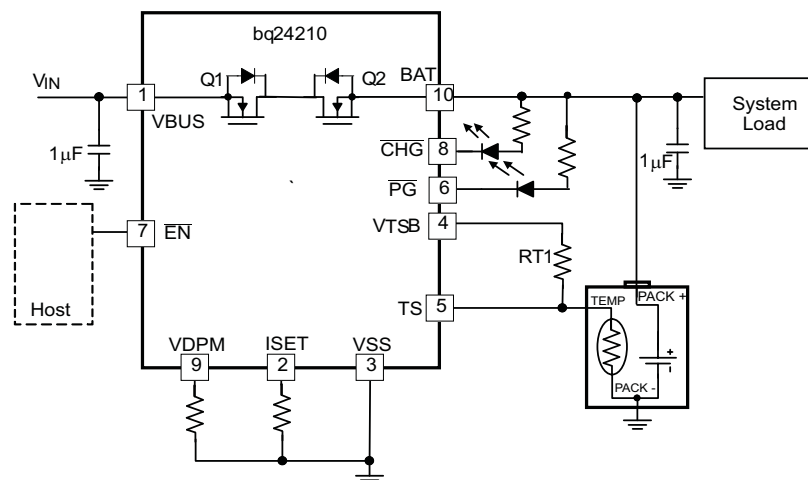 bq24210
Q1
Q2
BAT
VIN
1
10
VBUS
System
Load
1μF
CHG
8
1μF
PG
6
7
EN
VTSB
4
RT1
Host
TS
5
TEMP
PACK +
+
-
PACK -
VDPM
ISET
VSS
9
2
3